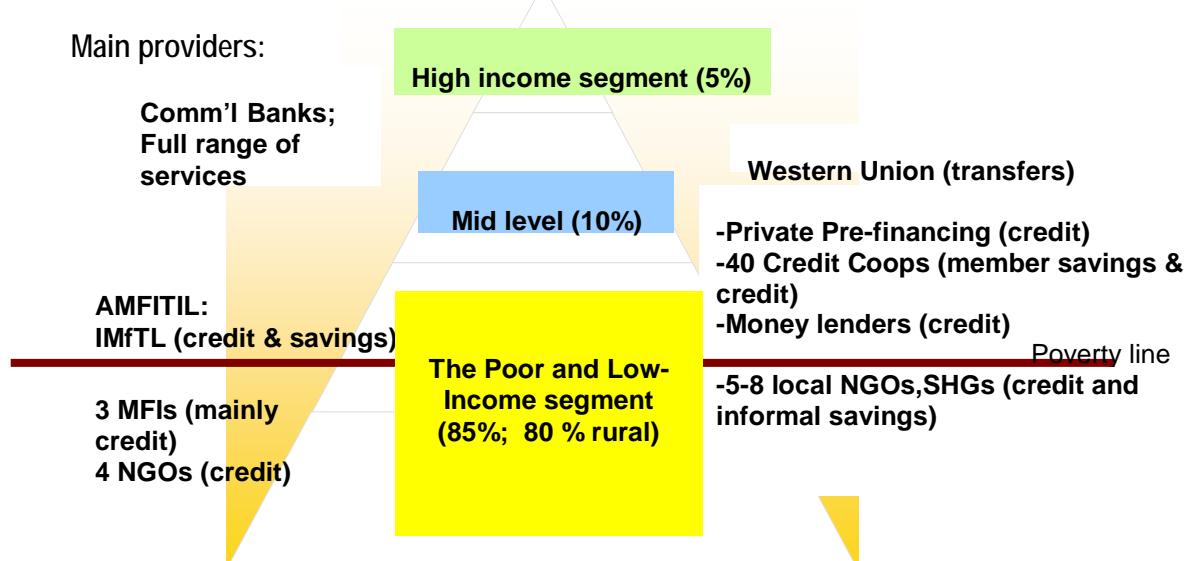 Main providers:
High income segment (5%)
Comm’l Banks;
Full range of
services
Western Union (transfers)
Mid level (10%)
-Private Pre-financing (credit)
-40 Credit Coops (member savings &
credit)
-Money lenders (credit)
AMFITIL:
IMfTL (credit & savings)
Poverty line
The Poor and Low-
Income segment
(85%;  80 % rural)
-5-8 local NGOs,SHGs (credit and
informal savings)
3 MFIs (mainly
credit)
4 NGOs (credit)